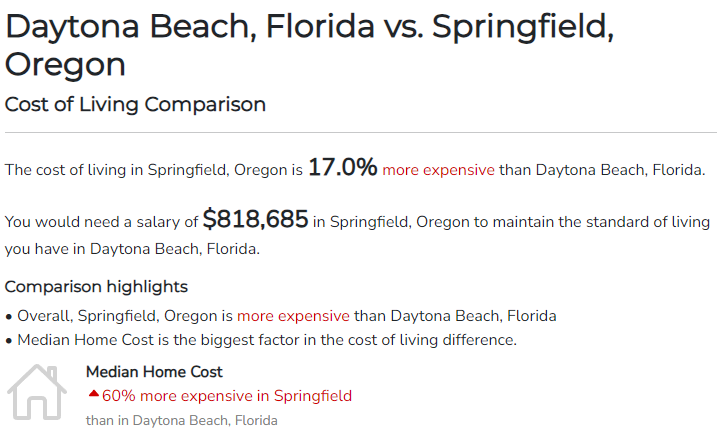 Daytona Beach, Florida vs. Springfield,
Oregon
Cost of Living Comparison
The cost of living in Springfield, Oregon is 17.0% more expensive than Daytona Beach, Florida.
You would need a salary of $818,685 in Springfield, Oregon to maintain the standard of living
you have in Daytona Beach, Florida.
Comparison highlights
• Overall, Springfield, Oregon is more expensive than Daytona Beach, Florida
• Median Home Cost is the biggest factor in the cost of living difference.
Median Home Cost
60% more expensive in Springfield
than in Daytona Beach, Florida